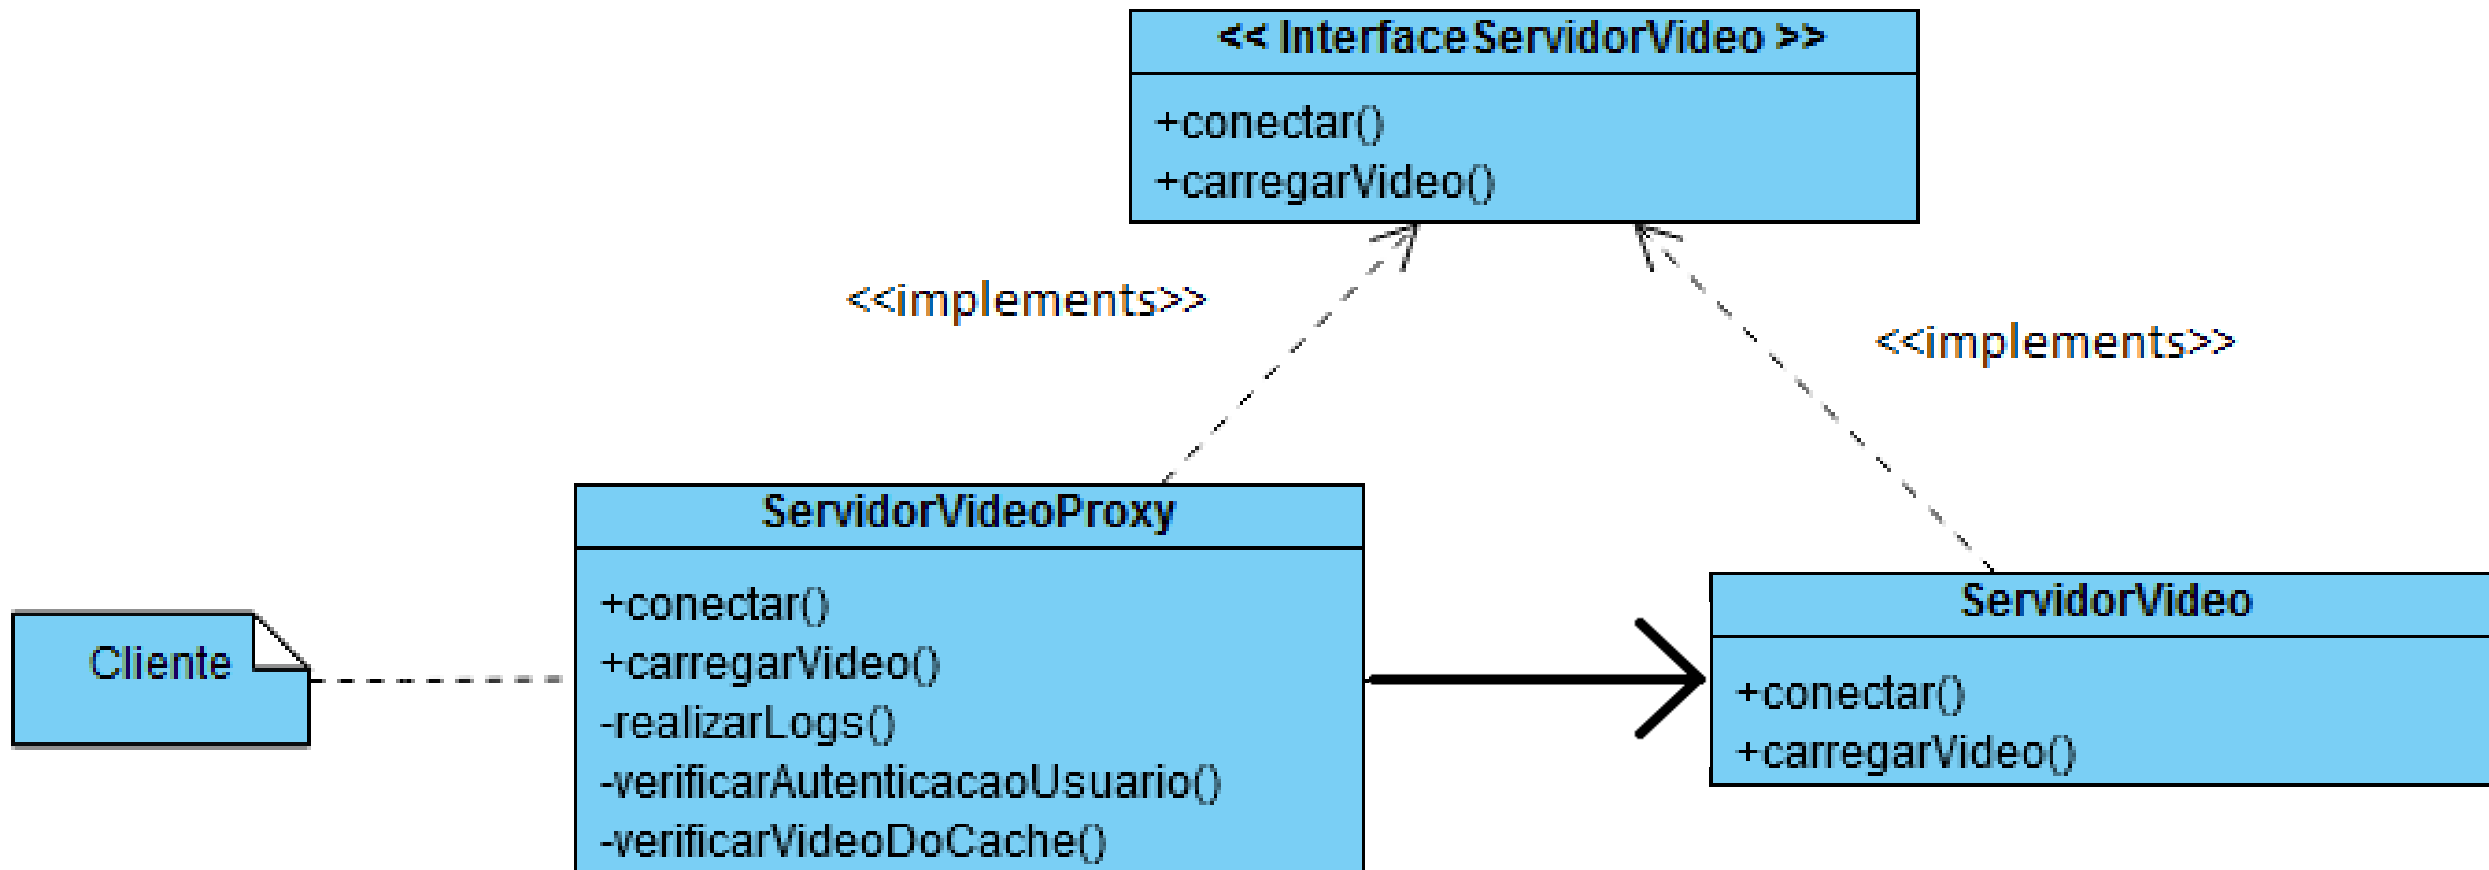 << InterfaceServidorVideo >>
+conectar()
+carregarVideo()
<<implements>>
<<implements>>
ServidorVideoProxy
+conectar()
+carregarVideo()
-realizarLogs()
-verificarAutenticacaoUsuario()
-verificarVideoDoCache()
Cliente
ServidorVideo
+conectar()
+carregarVideo()